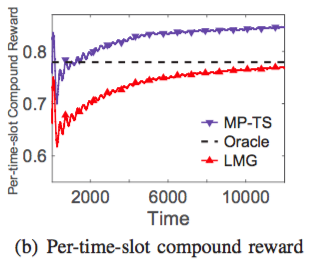 Per-time-slot Compound Reward
0.8
0.7
0.6
MP-TS
Oracle
LMG
2000 6000 10000
Time
(b) Per-time-slot compound reward